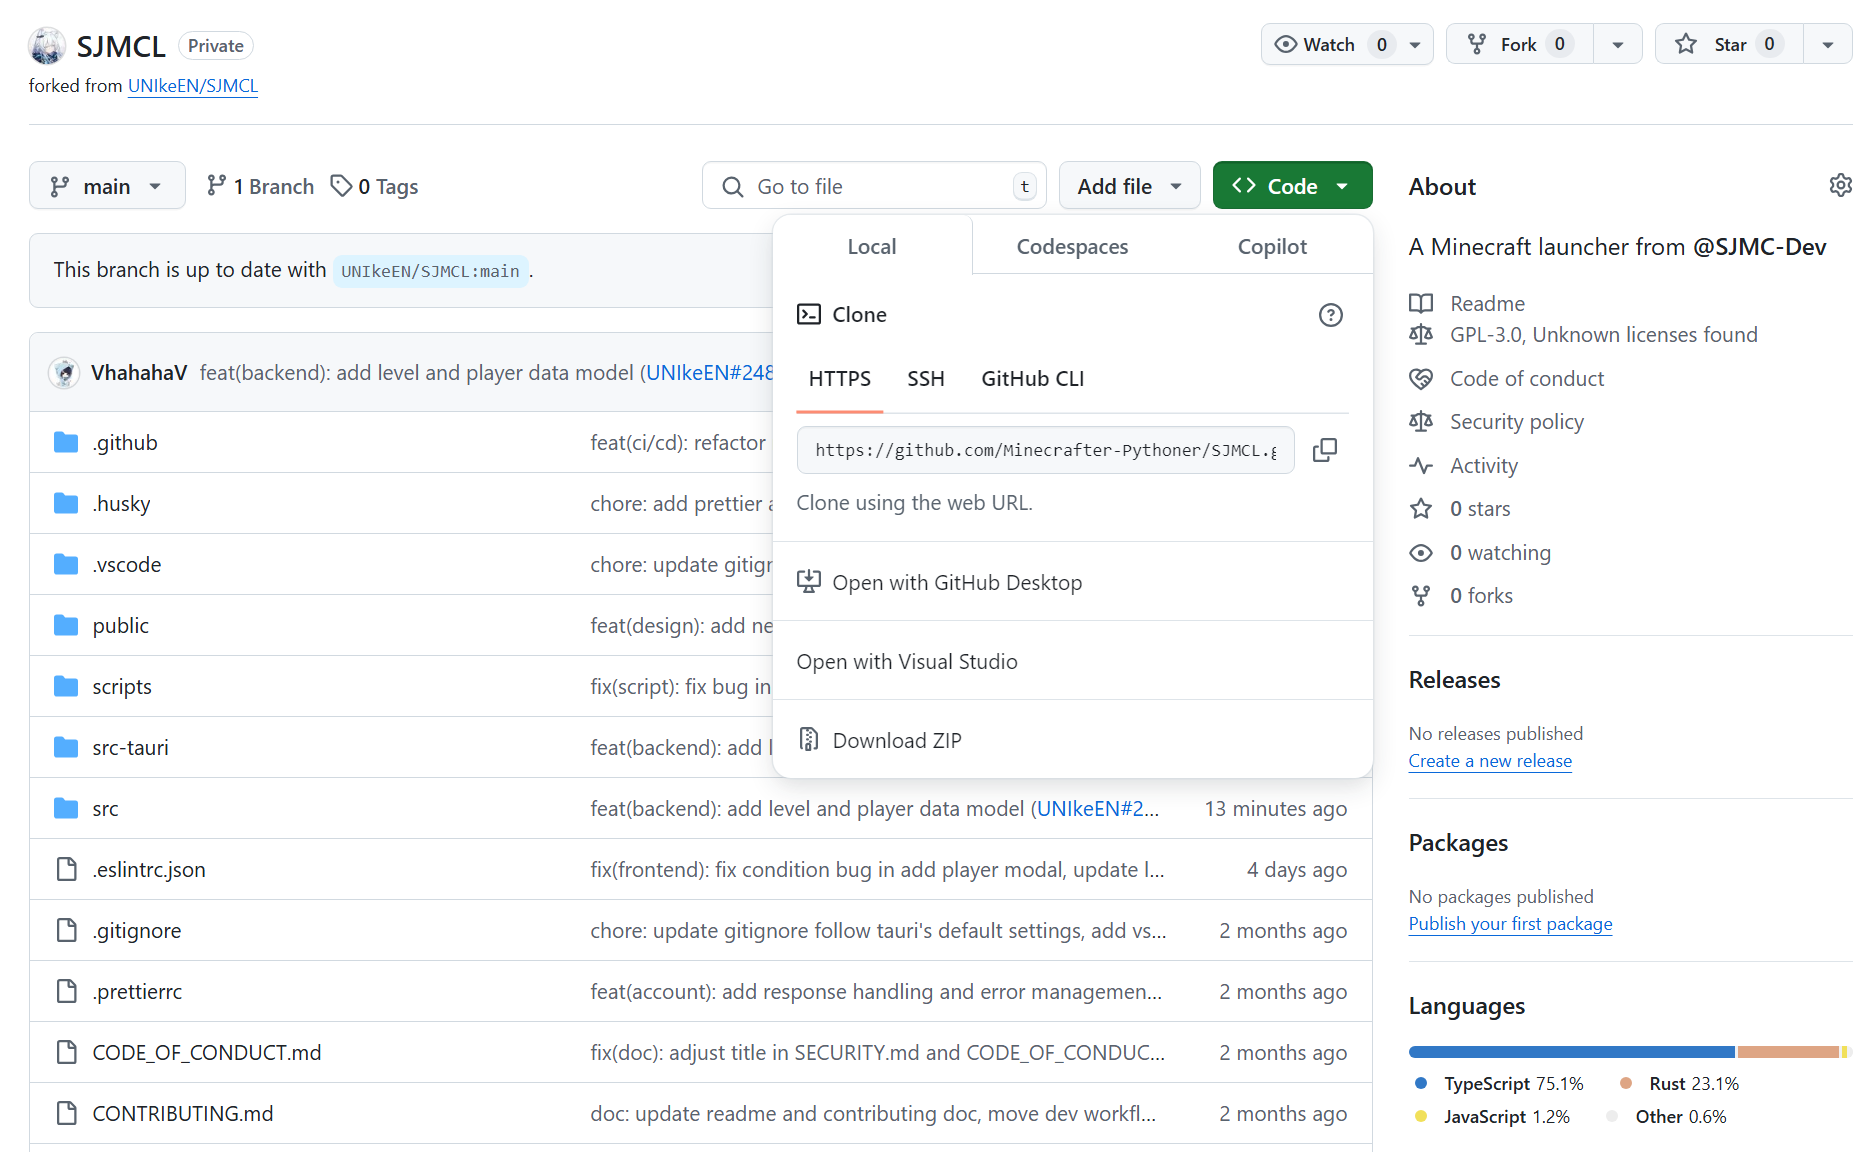 SJMCL Private
Watch 0 Fork 0 Star 0
forked from UNIkeEN/SJMCL
main 1 Branch 0 Tags
Go to file t
Add file
Code
This branch is up to date with UNIkeEN/SJMCL:main .
VhahahaV feat(backend): add level and player data model (UNIkeEN#248
.github feat(ci/cd): refactor
.husky chore: add prettier
.vscode chore: update
public feat(design): add
scripts fix(script): fix bug in
src-tauri feat(backend): add
src feat(backend): add level and player data model (UNIkeEN#2... 13 minutes ago
.eslintrc.json fix(frontend): fix condition bug in add player modal, update l... 4 days ago
.gitignore chore: update gitignore follow tauri's default settings, add vs... 2 months ago
.prettierrc feat(account): add response handling and error managemen... 2 months ago
CODE_OF_CONDUCT.md fix(doc): adjust title in SECURITY.md and CODE_OF_CONDUC... 2 months ago
CONTRIBUTING.md doc: update readme and contributing doc, move dev workfl... 2 months ago
Local Codespaces Copilot
Clone
HTTPS SSH GitHub CLI
https://github.com/Minecrafter-Pythoner/SJMCL.g
Clone using the web URL.
Open with GitHub Desktop
Open with Visual Studio
Download ZIP
About
A Minecraft launcher from @SJMC-Dev
Readme
GPL-3.0, Unknown licenses found
Code of conduct
Security policy
Activity
0 stars
0 watching
0 forks
Releases
No releases published
Create a new release
Packages
No packages published
Publish your first package
Languages
TypeScript 75.1% Rust 23.1%
JavaScript 1.2% Other 0.6%